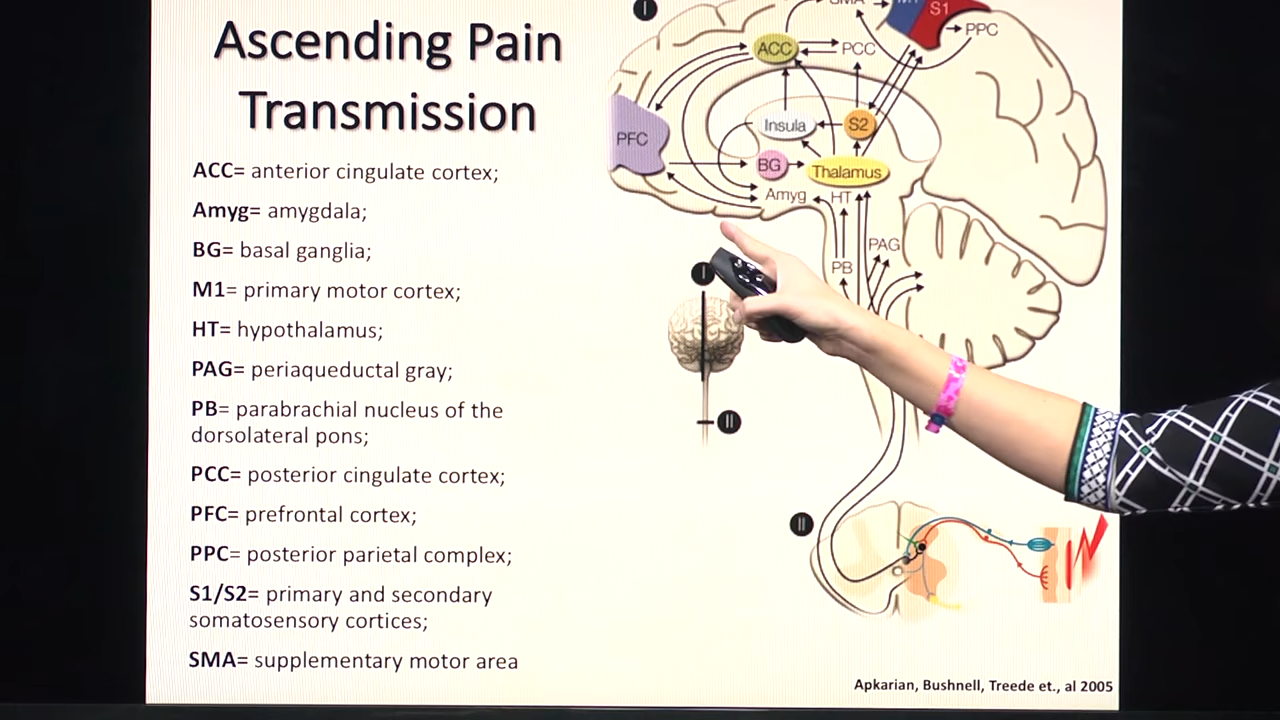 Ascending Pain
Transmission
ACC= anterior cingulate cortex;
Amyg= amygdala;
BG= basal ganglia;
M1= primary motor cortex;
HT= hypothalamus;
PAG= periaqueductal gray;
PB= parabrachial nucleus of the
dorsolateral pons;
PCC= posterior cingulate cortex;
PFC= prefrontal cortex;
PPC= posterior parietal complex;
S1/S2= primary and secondary
somatosensory cortices;
SMA= supplementary motor area
I
SMA
M1
S1
PPC
ACC
PCC
PFC
Insula
S2
BG
Thalamus
Amyg
HT
PAG
PB
I
II
II
Apkarian, Bushnell, Treede et., al 2005